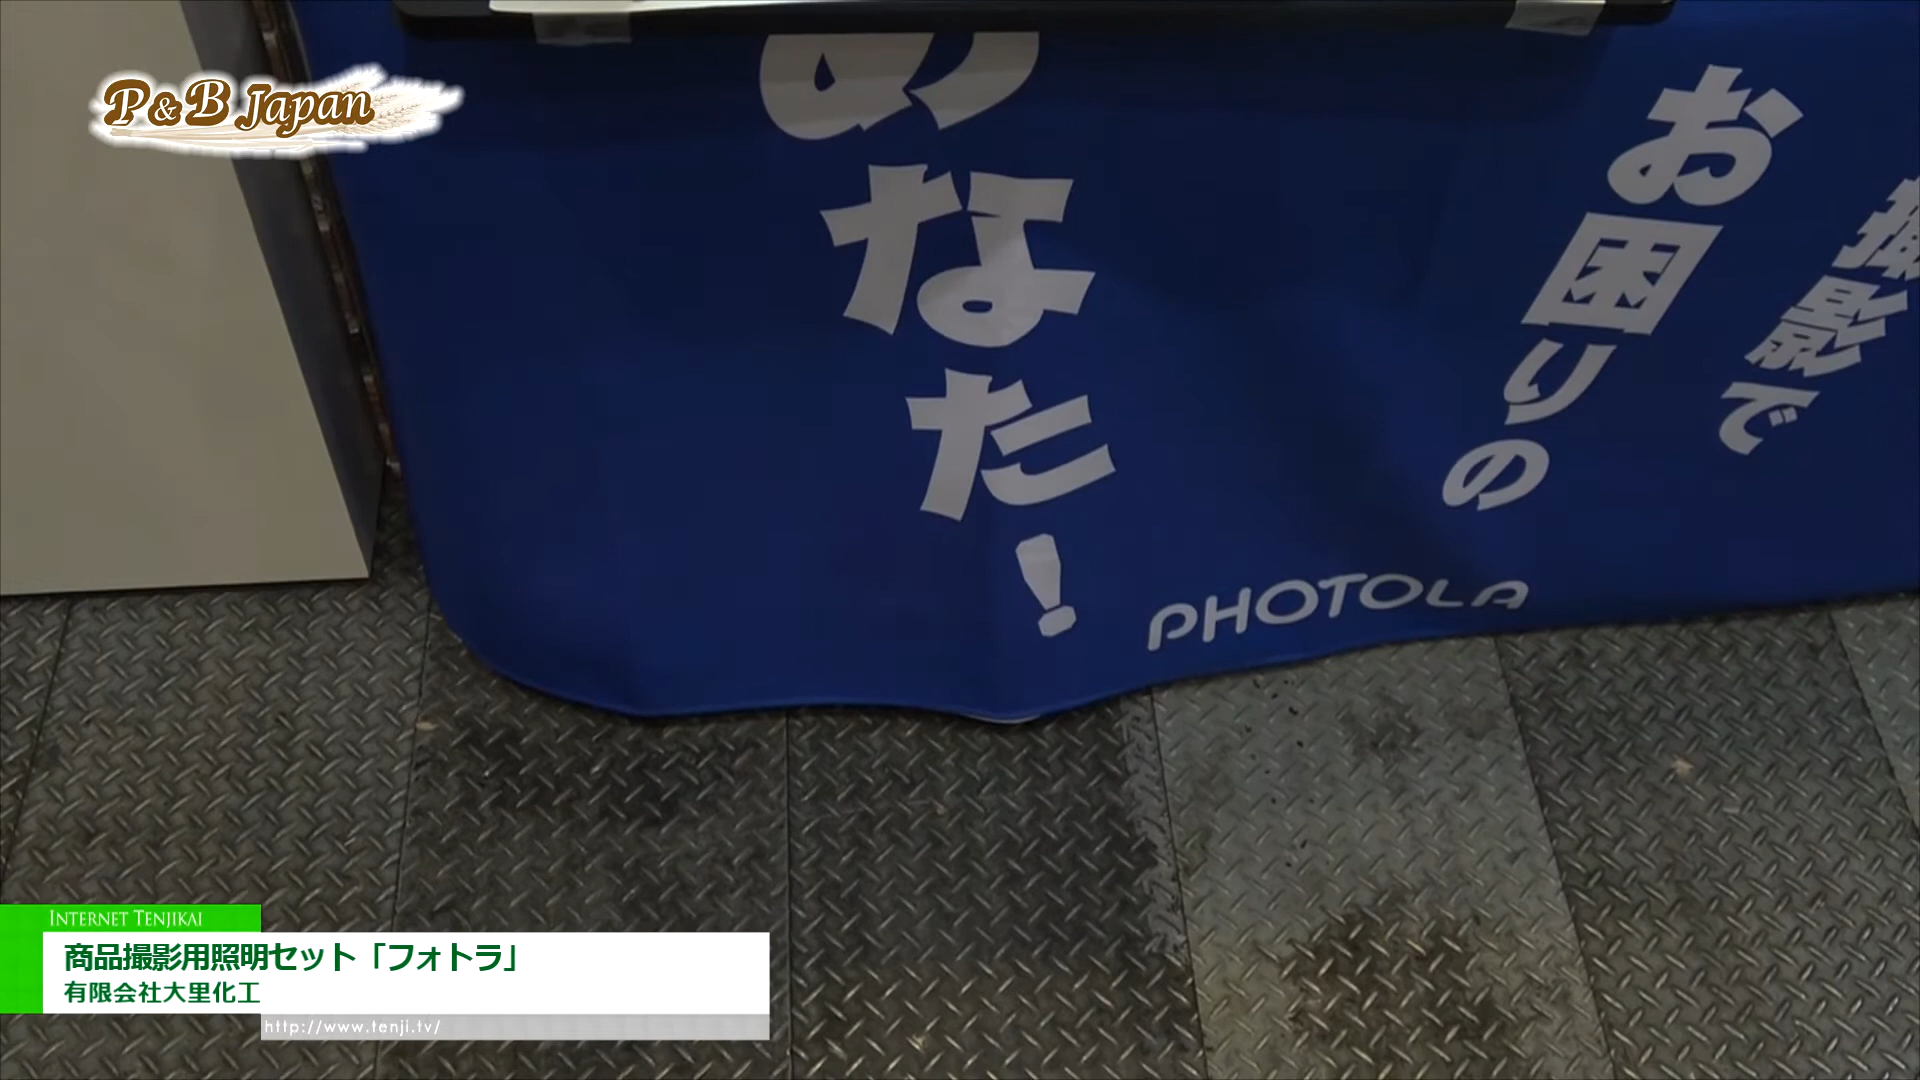 P&B Japan
撮影で
お困りの
あなた!
PHOTOLA
INTERNET TENJIKAI
商品撮影用照明セット「フォトラ」
有限会社大里化工
http://www.tenji.tv/